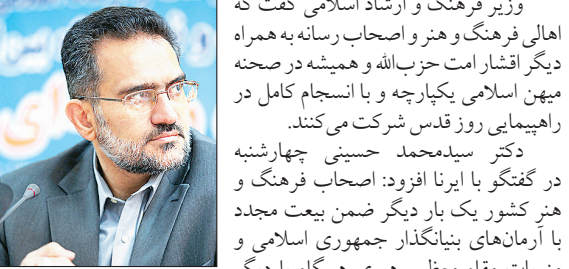 وزیر فرهنگ و ارشاد اسلامی گفت که
اهالی فرهنگ و هنر و اصحاب رسانه به همراه
دیگر اقشار امت حزب‌الله و همیشه در صحنه
میهن اسلامی یکپارچه و با انسجام کامل در
راهپیمایی روز قدس شرکت می‌کنند.
دکتر سیدمحمد حسینی چهارشنبه
در گفتگو با ایرنا افزود: اصحاب فرهنگ و
هنر کشور یک بار دیگر ضمن بیعت مجدد
با آرمان‌های بنیانگذار جمهوری اسلامی و